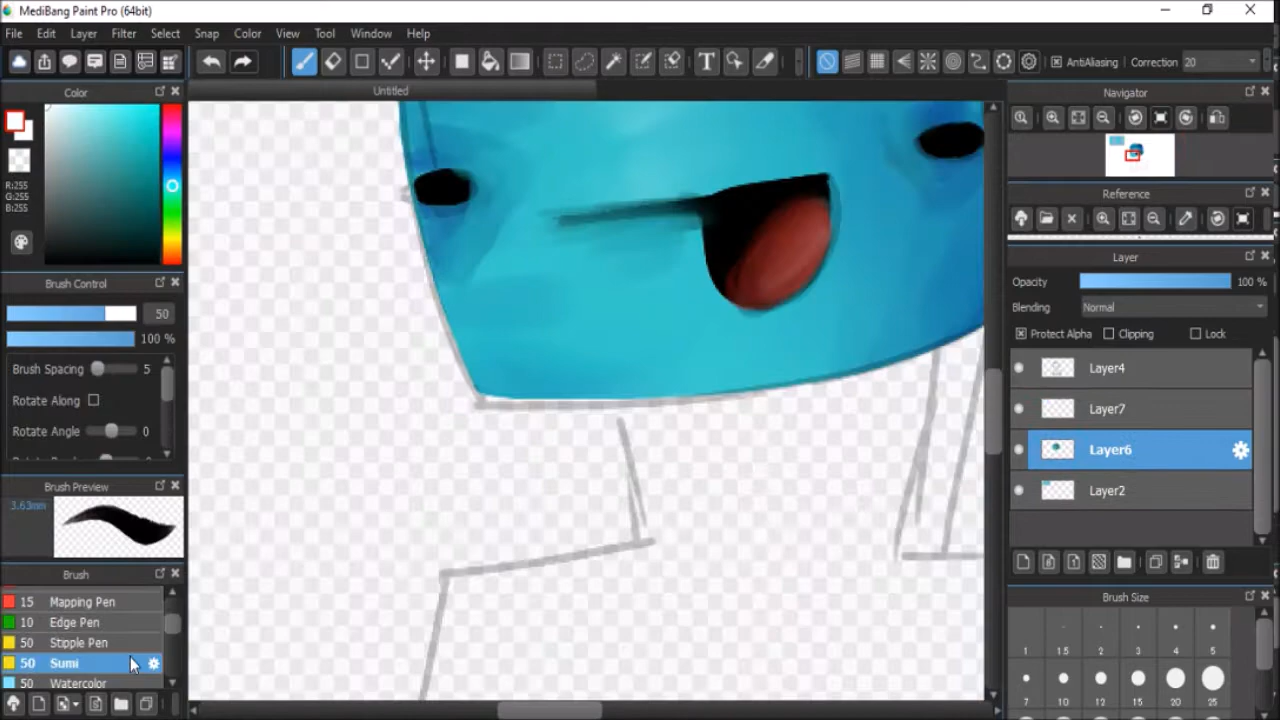 MediBang Paint Pro (64bit)
File Edit Layer Filter Select Snap Color View Tool Window Help
AntiAliasing Correction 20
Untitled
Color
R:255
G:255
B:255
Brush Control
50
100 %
Brush Spacing 5
Rotate Along
Rotate Angle 0
Brush Preview
3.63mm
Brush
15 Mapping Pen
10 Edge Pen
50 Stipple Pen
50 Sumi
50 Watercolor
Navigator
Reference
Layer
Opacity 100 %
Blending Normal
Protect Alpha Clipping Lock
Layer4
Layer7
Layer6
Layer2
Brush Size
1 1.5 2 3 4 5
7 10 12 15 20 25